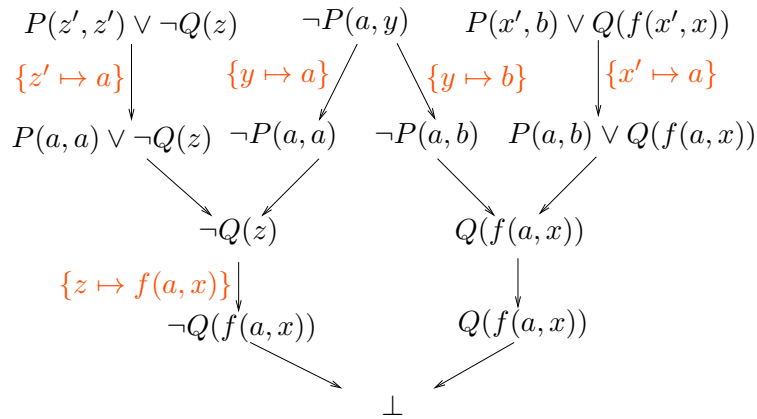 P(z′, z′) ∨ ¬Q(z) ¬P(a, y) P(x′, b) ∨ Q(f(x′, x))
{z′ ↦ a} {y ↦ a} {y ↦ b} {x′ ↦ a}
P(a, a) ∨ ¬Q(z) ¬P(a, a) ¬P(a, b) P(a, b) ∨ Q(f(a, x))
¬Q(z) Q(f(a, x))
{z ↦ f(a, x)}
¬Q(f(a, x)) Q(f(a, x))
⊥